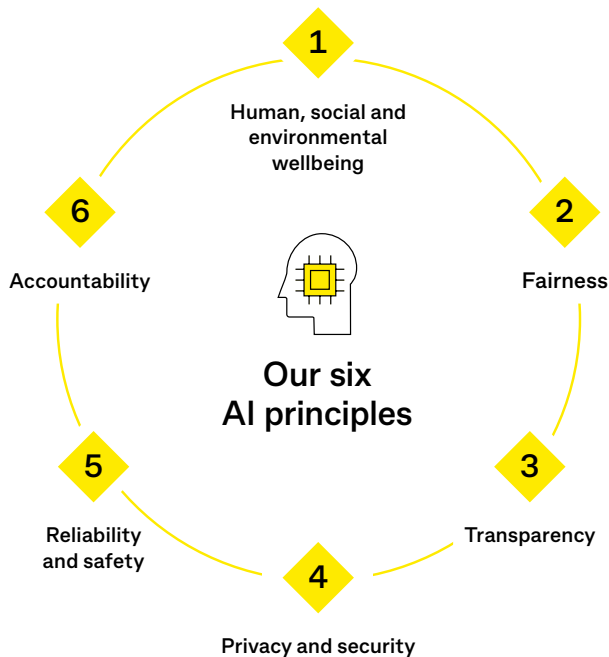 1
Human, social and
environmental
wellbeing
2
Fairness
3
Transparency
4
Privacy and security
5
Reliability
and safety
6
Accountability
Our six
AI principles